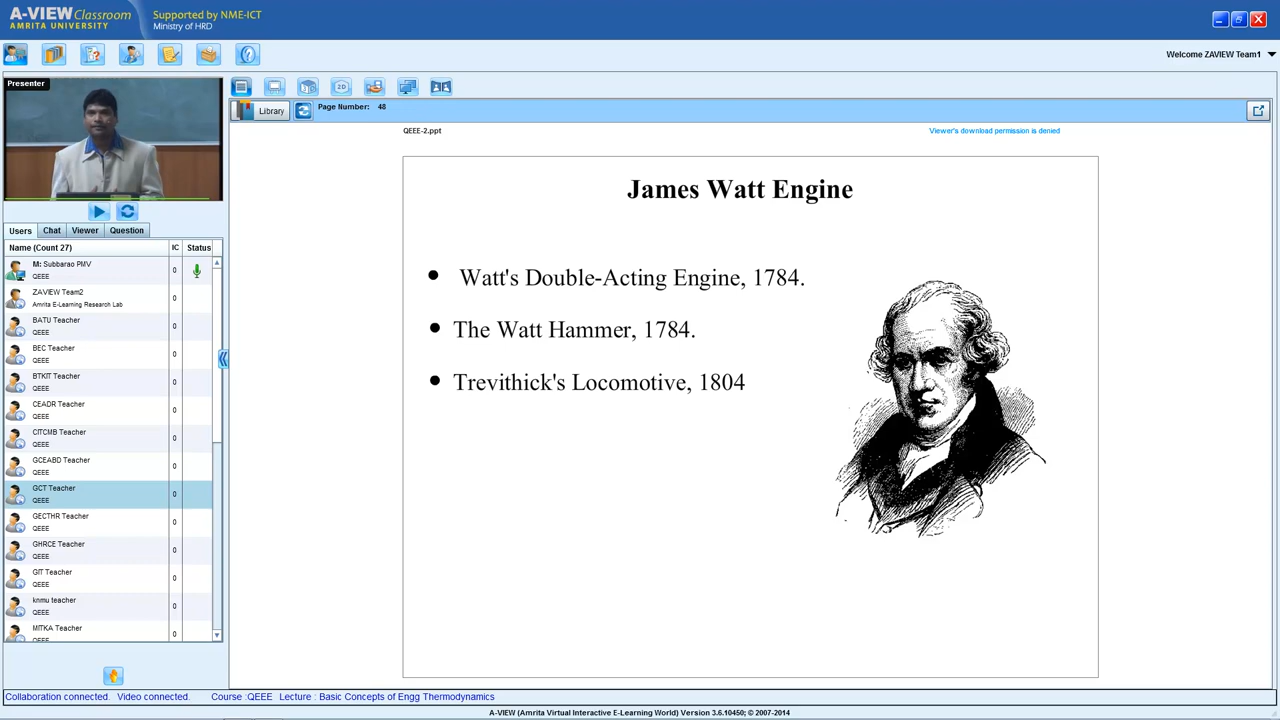 A-VIEW Classroom
AMRITA UNIVERSITY
Supported by NME-ICT
Ministry of HRD
Welcome ZAVIEW Team1
Presenter
Library
Page Number: 48
QEEE-2.ppt
Viewer's download permission is denied
James Watt Engine
• Watt's Double-Acting Engine, 1784.
• The Watt Hammer, 1784.
• Trevithick's Locomotive, 1804
2D
Users Chat Viewer Question
Name (Count 27) IC Status
M: Subbarao PMV 0
QEEE
ZAVIEW Team2 0
Amrita E-Learning Research Lab
BATU Teacher 0
QEEE
BEC Teacher 0
QEEE
BTKIT Teacher 0
QEEE
CEADR Teacher 0
QEEE
CITCMB Teacher 0
QEEE
GCEABD Teacher 0
QEEE
GCT Teacher 0
QEEE
GECTHR Teacher 0
QEEE
GHRCE Teacher 0
QEEE
GIT Teacher 0
QEEE
knmu teacher 0
QEEE
MITKA Teacher 0
QEEE
Collaboration connected. Video connected. Course :QEEE Lecture : Basic Concepts of Engg Thermodynamics
A-VIEW (Amrita Virtual Interactive E-Learning World) Version 3.6.10450; © 2007-2014